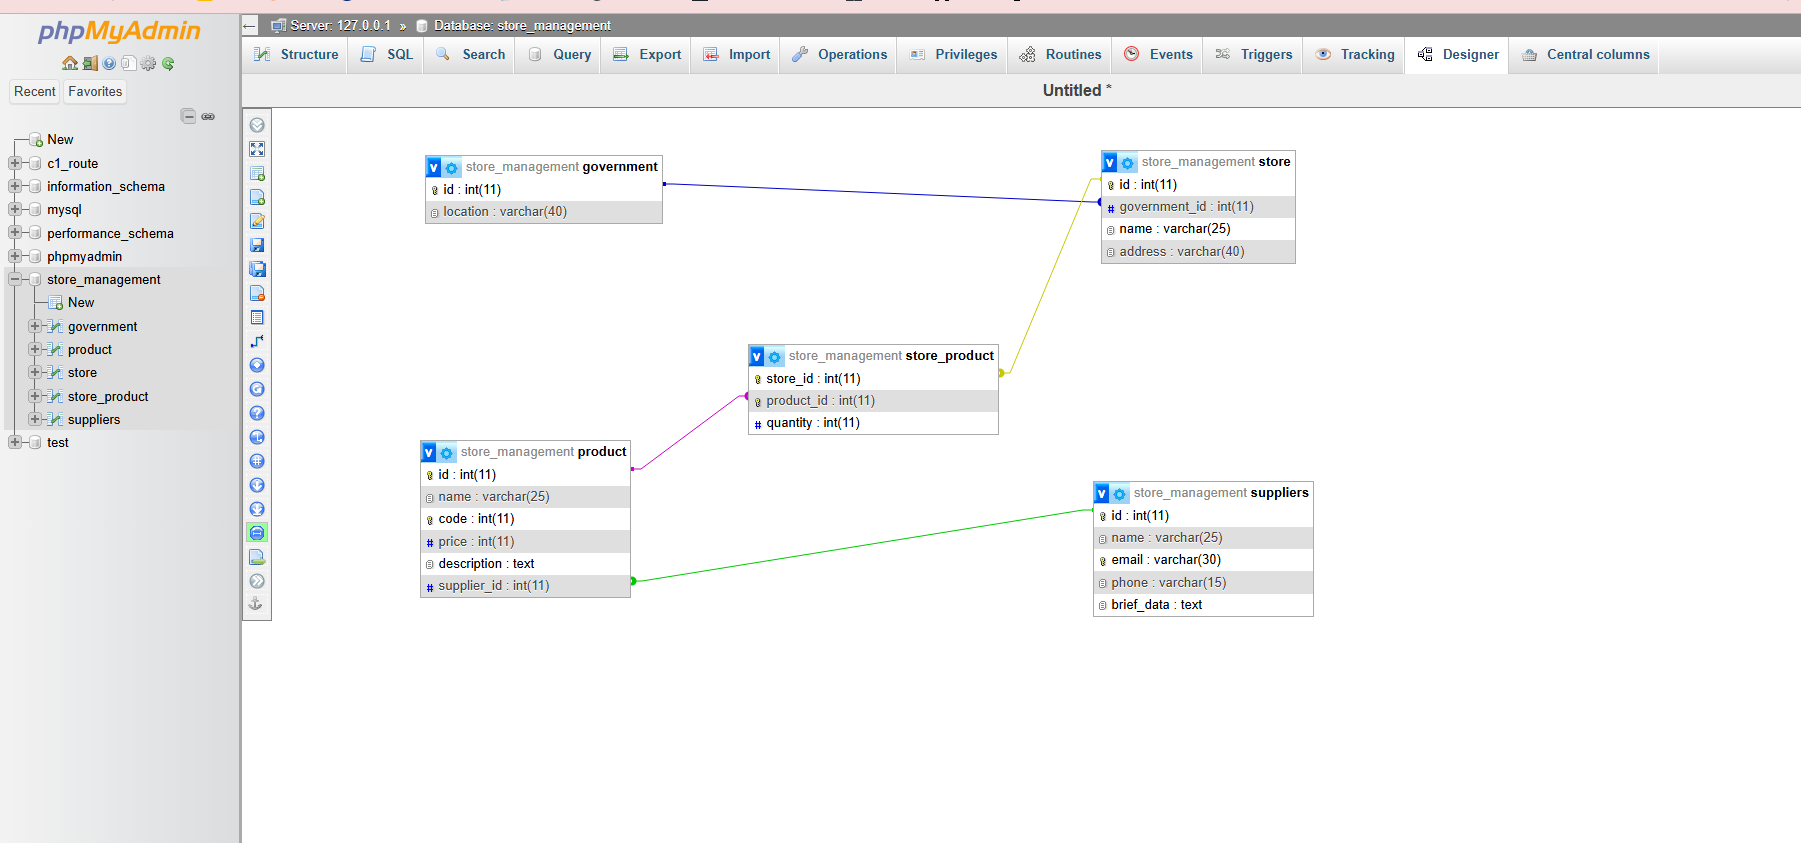 phpMyAdmin
Recent
Favorites
New
c1_route
information_schema
mysql
performance_schema
phpmyadmin
store_management
New
government
product
store
store_product
suppliers
test
Server: 127.0.0.1 » Database: store_management
Structure SQL Search Query Export Import Operations Privileges Routines Events Triggers Tracking Designer Central columns
Untitled *
v store_management government
id : int(11)
location : varchar(40)
v store_management store
id : int(11)
# government_id : int(11)
name : varchar(25)
address : varchar(40)
v store_management store_product
store_id : int(11)
product_id : int(11)
# quantity : int(11)
v store_management product
id : int(11)
name : varchar(25)
code : int(11)
# price : int(11)
description : text
# supplier_id : int(11)
v store_management suppliers
id : int(11)
name : varchar(25)
email : varchar(30)
phone : varchar(15)
brief_data : text